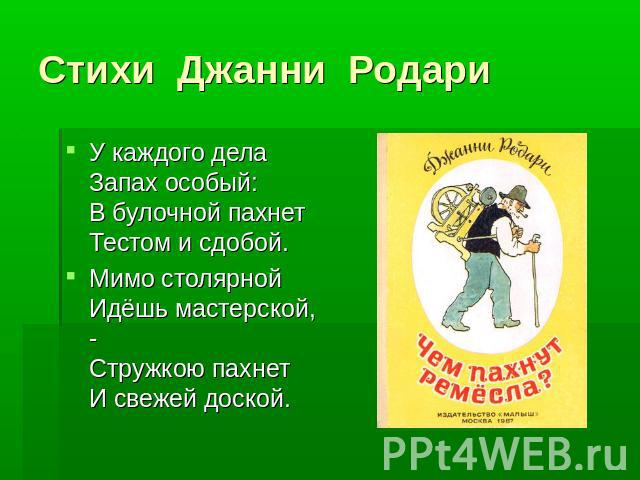 Стихи Джанни Родари
У каждого дела
Запах особый:
В булочной пахнет
Тестом и сдобой.
Мимо столярной
Идёшь мастерской,
-
Стружкою пахнет
И свежей доской.
Джанни Родари
Чем пахнут
ремёсла?
ИЗДАТЕЛЬСТВО «МАЛЫШ»
МОСКВА 1987
PPt4WEB.ru